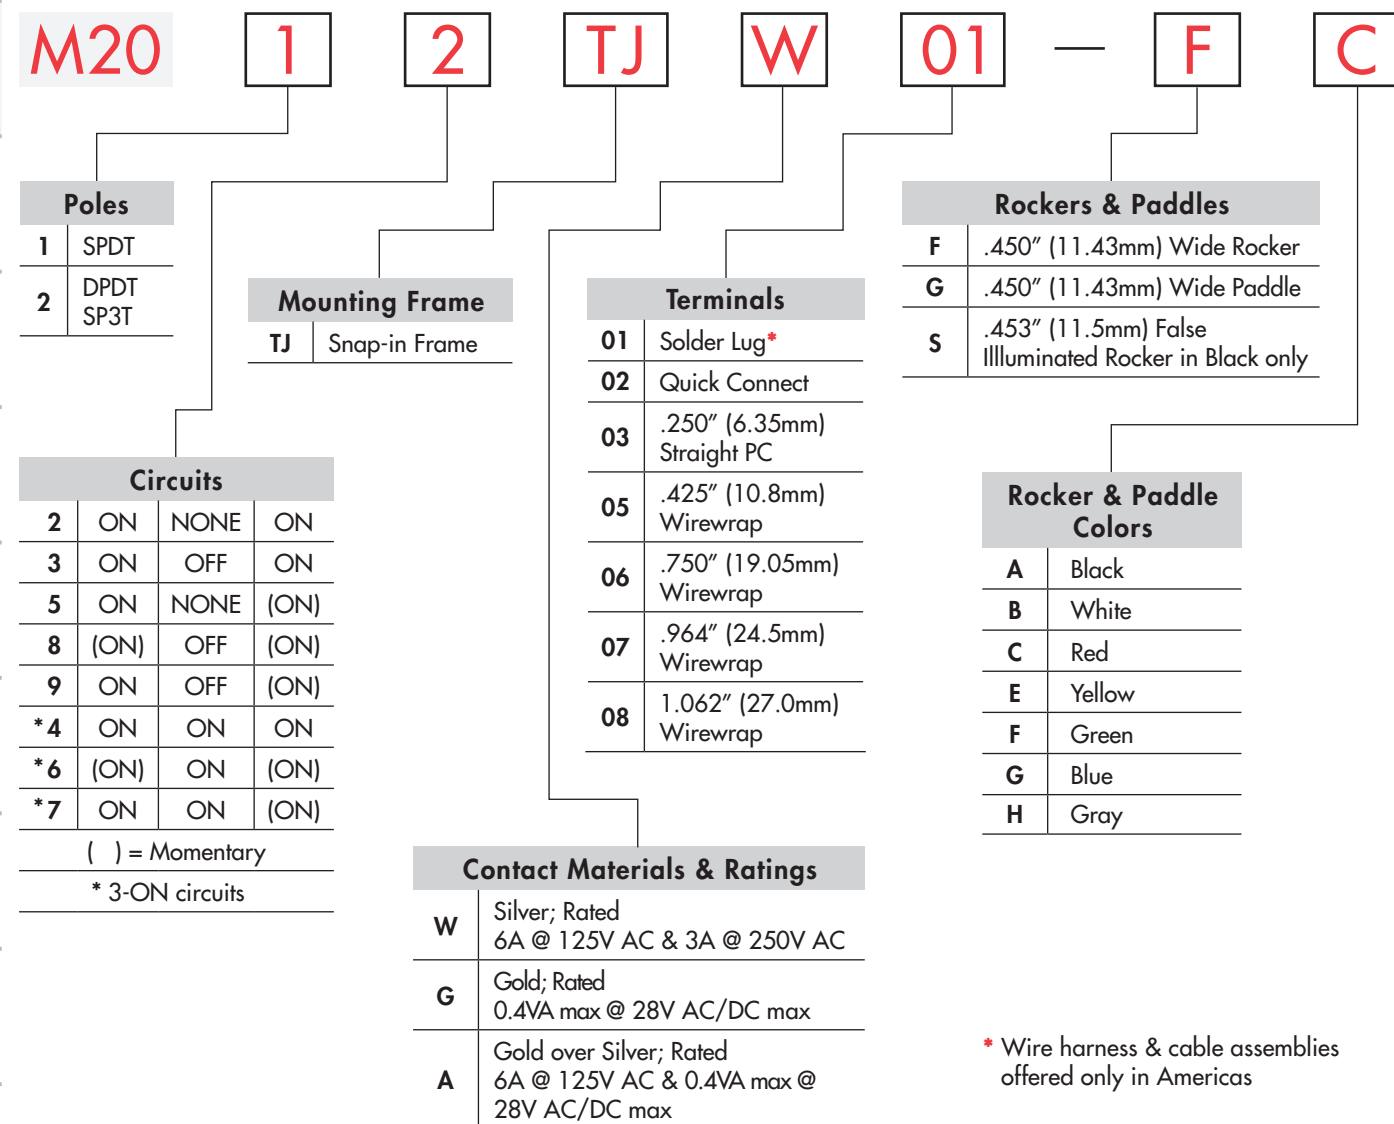 M20 1 2 TJ W 01 — F C
Poles
1 SPDT
2 DPDT
SP3T
Mounting Frame
TJ Snap-in Frame
Circuits
2 ON NONE ON
3 ON OFF ON
5 ON NONE (ON)
8 (ON) OFF (ON)
9 ON OFF (ON)
*4 ON ON ON
*6 (ON) ON (ON)
*7 ON ON (ON)
( ) = Momentary
* 3-ON circuits
Contact Materials & Ratings
W Silver; Rated
6A @ 125V AC & 3A @ 250V AC
G Gold; Rated
0.4VA max @ 28V AC/DC max
A Gold over Silver; Rated
6A @ 125V AC & 0.4VA max @
28V AC/DC max
Terminals
01 Solder Lug*
02 Quick Connect
03 .250” (6.35mm)
Straight PC
05 .425” (10.8mm)
Wirewrap
06 .750” (19.05mm)
Wirewrap
07 .964” (24.5mm)
Wirewrap
08 1.062” (27.0mm)
Wirewrap
Rockers & Paddles
F .450” (11.43mm) Wide Rocker
G .450” (11.43mm) Wide Paddle
S .453” (11.5mm) False
Illluminated Rocker in Black only
Rocker & Paddle
Colors
A Black
B White
C Red
E Yellow
F Green
G Blue
H Gray
* Wire harness & cable assemblies
offered only in Americas